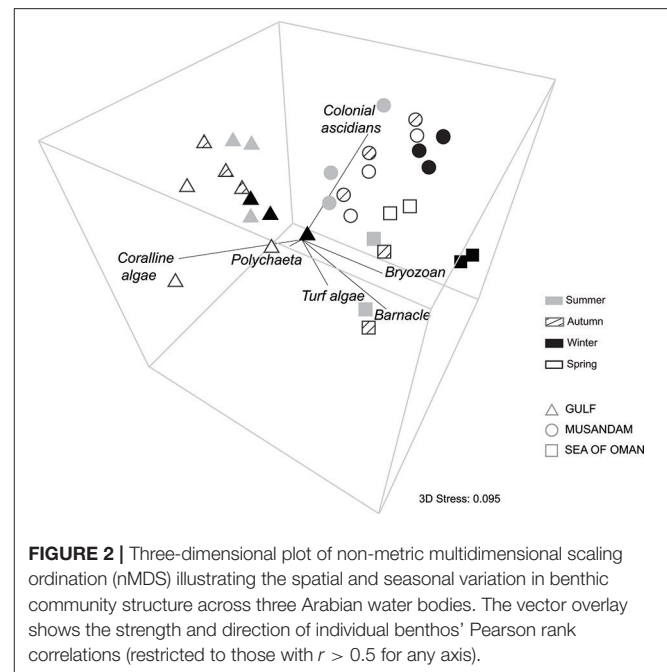 Colonial
ascidians
Coralline
algae
Polychaeta
Bryozoan
Turf algae
Barnacle
Summer
Autumn
Winter
Spring
GULF
MUSANDAM
SEA OF OMAN
3D Stress: 0.095
FIGURE 2 | Three-dimensional plot of non-metric multidimensional scaling
ordination (nMDS) illustrating the spatial and seasonal variation in benthic
community structure across three Arabian water bodies. The vector overlay
shows the strength and direction of individual benthos' Pearson rank
correlations (restricted to those with r > 0.5 for any axis).